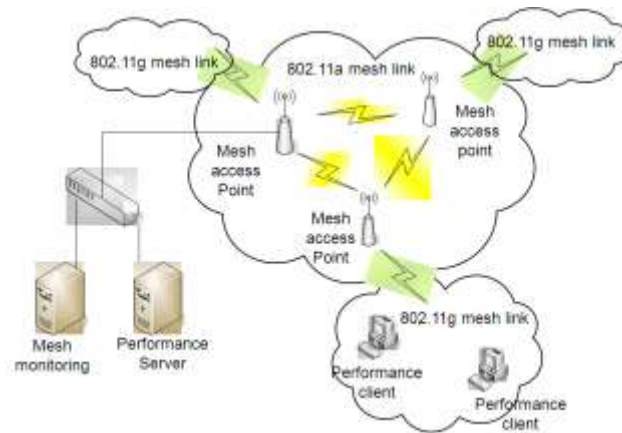 802.11g mesh link
802.11g mesh link
802.11a mesh link
Mesh
access
Point
Mesh
access
point
Mesh
access
Point
Mesh
monitoring
Performance
Server
802.11g mesh link
Performance
client
Performance
client